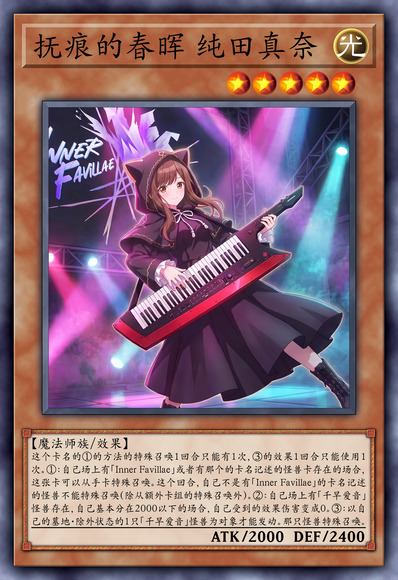 抚痕的春晖 纯田真奈
光
INNER
FAVILLAE
【魔法师族/效果】
这个卡名的①的方法的特殊召唤1回合只能有1次,③的效果1回合只能使用1
次。①:自己场上有「Inner Favillae」或者有那个的卡名记述的怪兽卡存在的场合,
这张卡可以从手卡特殊召唤。这个回合,自己不是有「Inner Favillae」的卡名记述
的怪兽不能特殊召唤(除从额外卡组的特殊召唤外)。②:自己场上有「千早爱音」
怪兽存在,自己基本分在2000以下的场合,自己受到的效果伤害变成0。③:以自
己的墓地·除外状态的1只「千早爱音」怪兽为对象才能发动。那只怪兽特殊召唤。
ATK/2000 DEF/2400